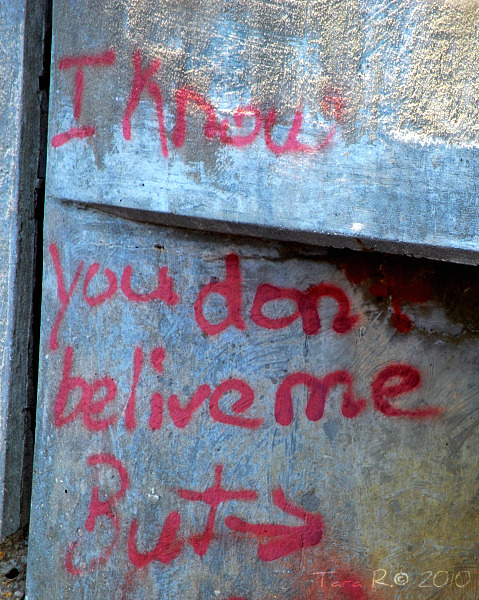 I Know
you don't
belive me
But →
Tara R.© 2010